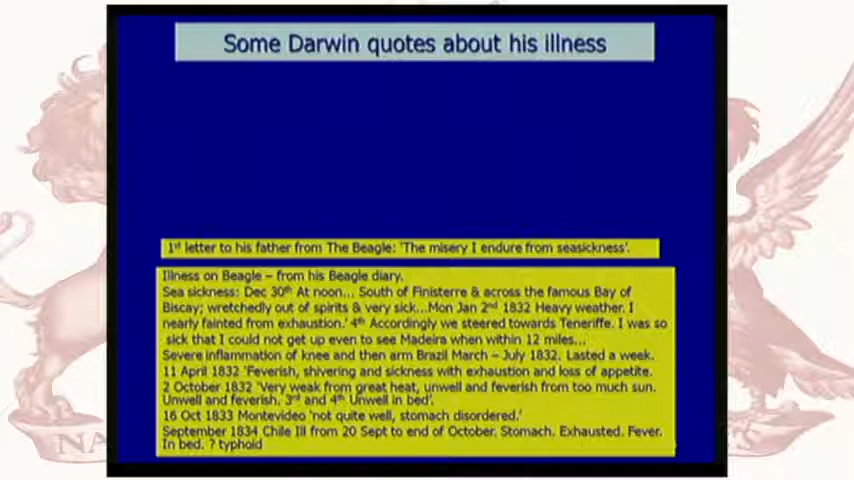 Some Darwin quotes about his illness
1st letter to his father from The Beagle: 'The misery I endure from seasickness'.
Illness on Beagle – from his Beagle diary.
Sea sickness: Dec 30th At noon... South of Finisterre & across the famous Bay of
Biscay; wretchedly out of spirits & very sick...Mon Jan 2nd 1832 Heavy weather. I
nearly fainted from exhaustion.' 4th Accordingly we steered towards Teneriffe. I was so
sick that I could not get up even to see Madeira when within 12 miles...
Severe inflammation of knee and then arm Brazil March – July 1832. Lasted a week.
11 April 1832 'Feverish, shivering and sickness with exhaustion and loss of appetite.
2 October 1832 'Very weak from great heat, unwell and feverish from too much sun.
Unwell and feverish. 3rd and 4th Unwell in bed'.
16 Oct 1833 Montevideo 'not quite well, stomach disordered.'
September 1834 Chile Ill from 20 Sept to end of October. Stomach. Exhausted. Fever.
In bed. ? typhoid
NA